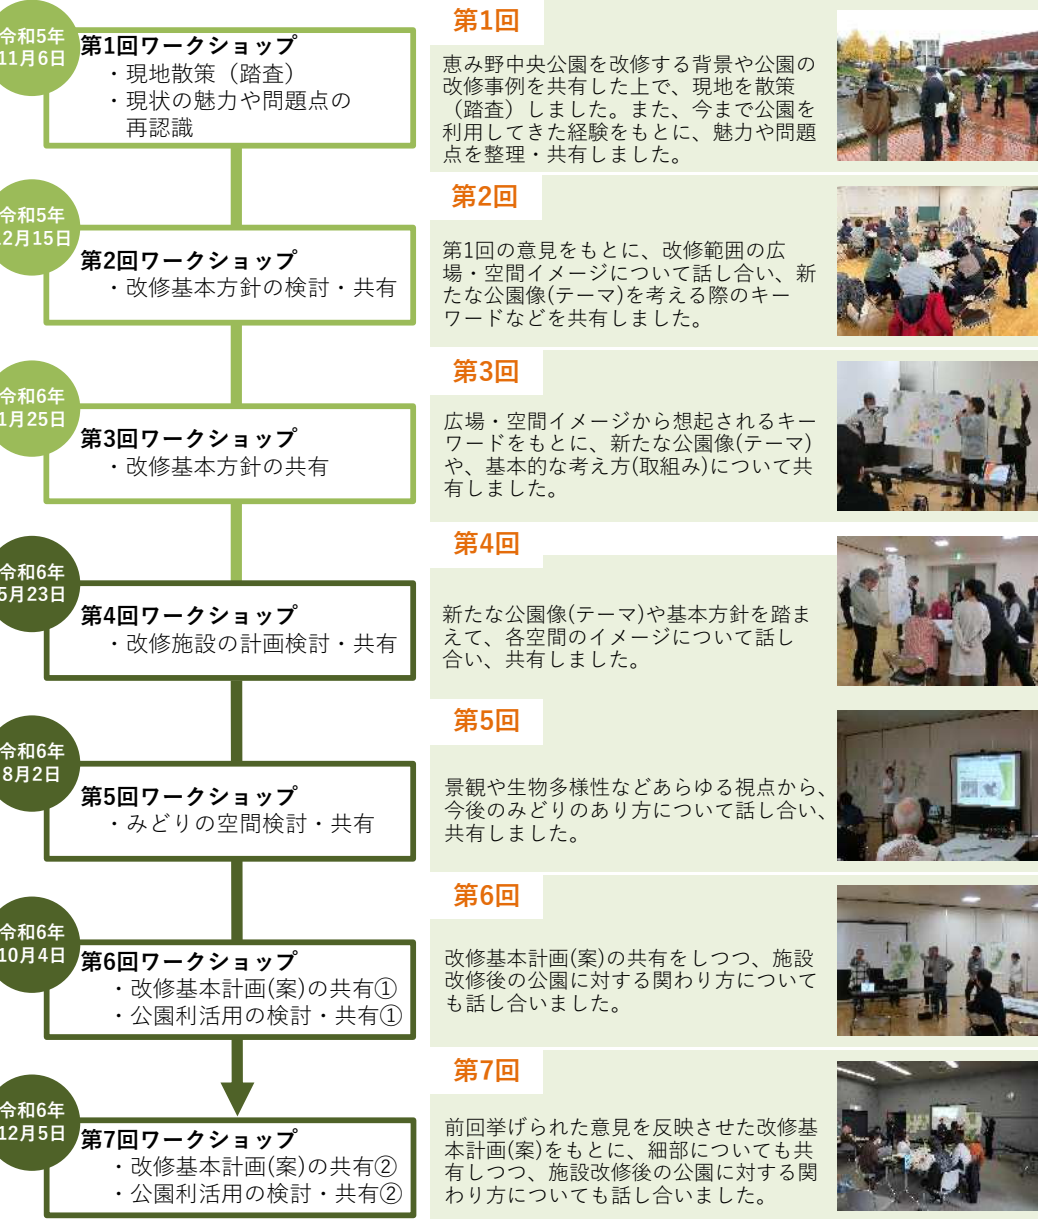 令和5年
11月6日
第1回ワークショップ
・現地散策（踏査）
・現状の魅力や問題点の
再認識
第1回
恵み野中央公園を改修する背景や公園の
改修事例を共有した上で、現地を散策
（踏査）しました。また、今まで公園を
利用してきた経験をもとに、魅力や問題
点を整理・共有しました。
令和5年
12月15日
第2回ワークショップ
・改修基本方針の検討・共有
第2回
第1回の意見をもとに、改修範囲の広
場・空間イメージについて話し合い、新
たな公園像(テーマ)を考える際のキー
ワードなどを共有しました。
令和6年
1月25日
第3回ワークショップ
・改修基本方針の共有
第3回
広場・空間イメージから想起されるキー
ワードをもとに、新たな公園像(テーマ)
や、基本的な考え方(取組み)について共
有しました。
令和6年
5月23日
第4回ワークショップ
・改修施設の計画検討・共有
第4回
新たな公園像(テーマ)や基本方針を踏ま
えて、各空間のイメージについて話し
合い、共有しました。
令和6年
8月2日
第5回ワークショップ
・みどりの空間検討・共有
第5回
景観や生物多様性などあらゆる視点から、
今後のみどりのあり方について話し合い、
共有しました。
令和6年
10月4日
第6回ワークショップ
・改修基本計画(案)の共有①
・公園利活用の検討・共有①
第6回
改修基本計画(案)の共有をしつつ、施設
改修後の公園に対する関わり方について
も話し合いました。
令和6年
12月5日
第7回ワークショップ
・改修基本計画(案)の共有②
・公園利活用の検討・共有②
第7回
前回挙げられた意見を反映させた改修基
本計画(案)をもとに、細部についても共
有しつつ、施設改修後の公園に対する関
わり方についても話し合いました。